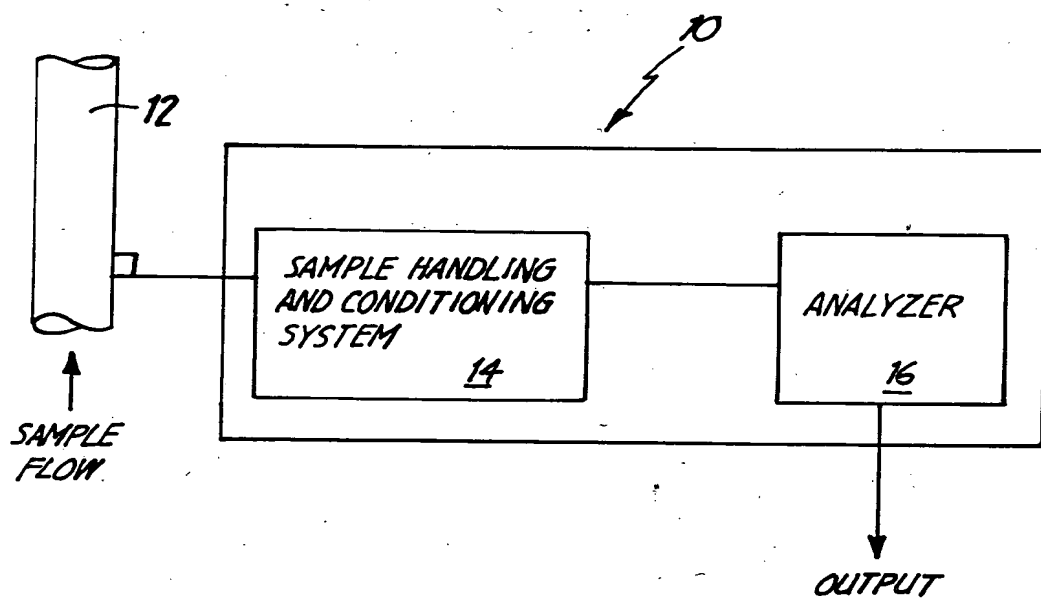 10
12
SAMPLE HANDLING
AND CONDITIONING
SYSTEM
14
ANALYZER
16
SAMPLE
FLOW
OUTPUT